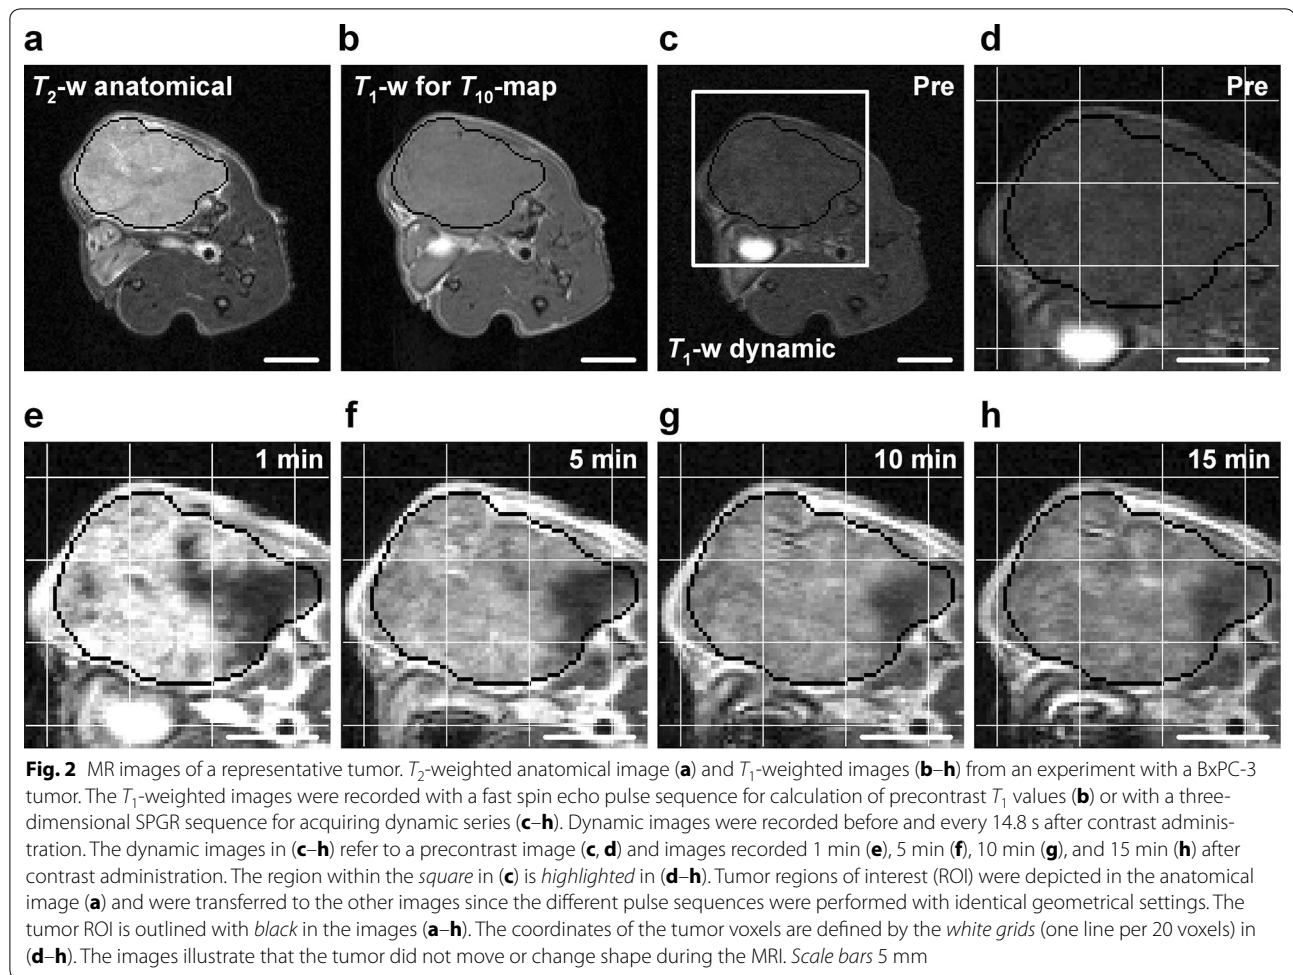 a
b
c
d
T2-w anatomical
T1-w for T10-map
Pre
Pre
T1-w dynamic
e
f
g
h
1 min
5 min
10 min
15 min
Fig. 2 MR images of a representative tumor. T2-weighted anatomical image (a) and T1-weighted images (b–h) from an experiment with a BxPC-3
tumor. The T1-weighted images were recorded with a fast spin echo pulse sequence for calculation of precontrast T1 values (b) or with a three-
dimensional SPGR sequence for acquiring dynamic series (c–h). Dynamic images were recorded before and every 14.8 s after contrast adminis-
tration. The dynamic images in (c–h) refer to a precontrast image (c, d) and images recorded 1 min (e), 5 min (f), 10 min (g), and 15 min (h) after
contrast administration. The region within the square in (c) is highlighted in (d–h). Tumor regions of interest (ROI) were depicted in the anatomical
image (a) and were transferred to the other images since the different pulse sequences were performed with identical geometrical settings. The
tumor ROI is outlined with black in the images (a–h). The coordinates of the tumor voxels are defined by the white grids (one line per 20 voxels) in
(d–h). The images illustrate that the tumor did not move or change shape during the MRI. Scale bars 5 mm